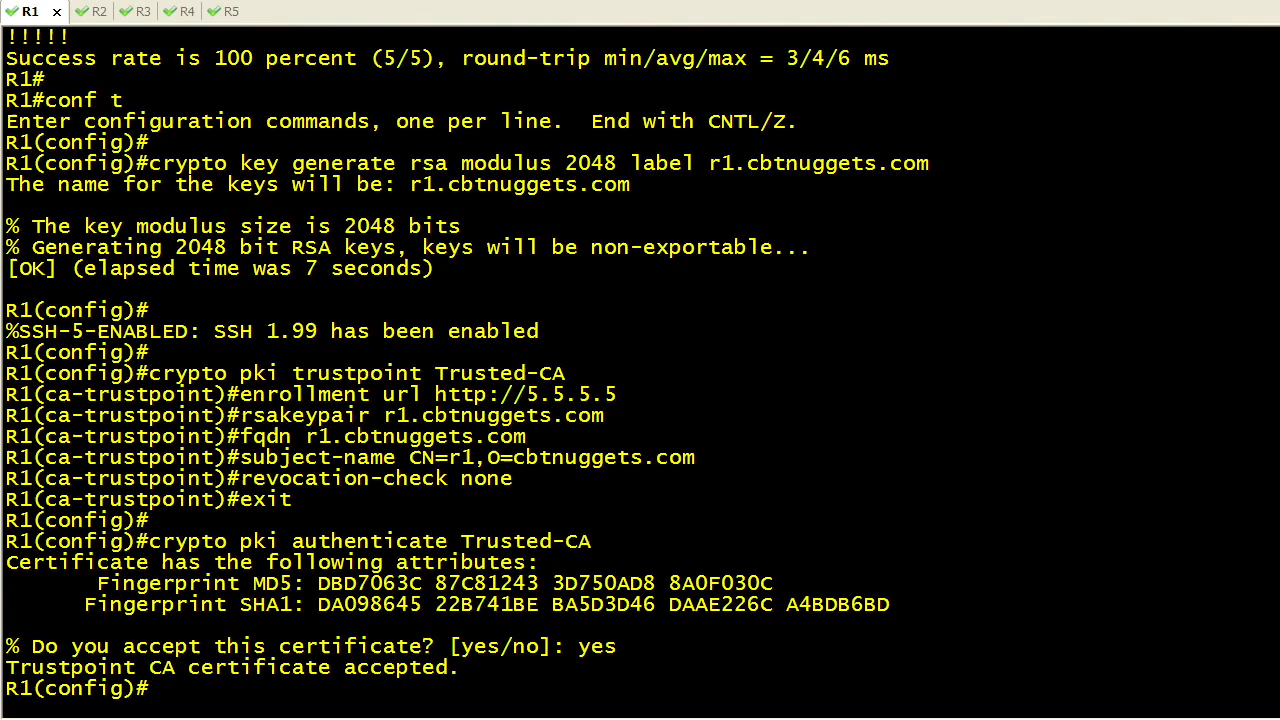 R1 R2 R3 R4 R5
!!!!!
Success rate is 100 percent (5/5), round-trip min/avg/max = 3/4/6 ms
R1#
R1#conf t
Enter configuration commands, one per line.  End with CNTL/Z.
R1(config)#
R1(config)#crypto key generate rsa modulus 2048 label r1.cbtnuggets.com
The name for the keys will be: r1.cbtnuggets.com
% The key modulus size is 2048 bits
% Generating 2048 bit RSA keys, keys will be non-exportable...
[OK] (elapsed time was 7 seconds)
R1(config)#
%SSH-5-ENABLED: SSH 1.99 has been enabled
R1(config)#
R1(config)#crypto pki trustpoint Trusted-CA
R1(ca-trustpoint)#enrollment url http://5.5.5.5
R1(ca-trustpoint)#rsakeypair r1.cbtnuggets.com
R1(ca-trustpoint)#fqdn r1.cbtnuggets.com
R1(ca-trustpoint)#subject-name CN=r1,O=cbtnuggets.com
R1(ca-trustpoint)#revocation-check none
R1(ca-trustpoint)#exit
R1(config)#
R1(config)#crypto pki authenticate Trusted-CA
Certificate has the following attributes:
Fingerprint MD5: DBD7063C 87C81243 3D750AD8 8A0F030C
Fingerprint SHA1: DA098645 22B741BE BA5D3D46 DAAE226C A4BDB6BD
% Do you accept this certificate? [yes/no]: yes
Trustpoint CA certificate accepted.
R1(config)#